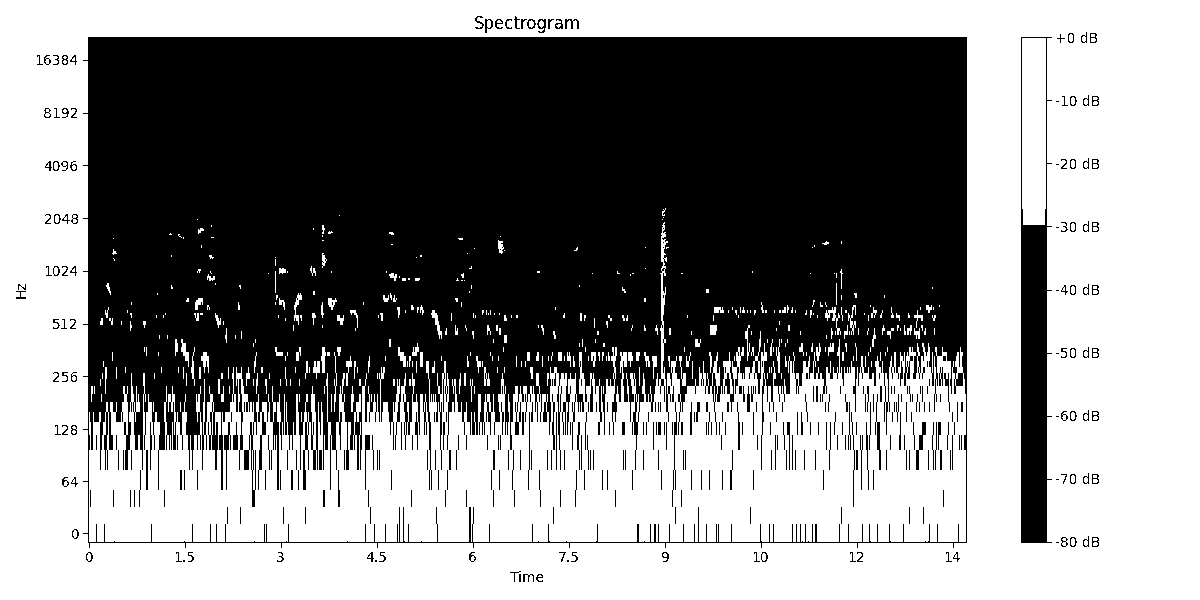 Spectrogram
16384
8192
4096
2048
1024
512
256
128
64
0
Hz
0
1.5
3
4.5
6
7.5
9
10
12
14
Time
+0 dB
-10 dB
-20 dB
-30 dB
-40 dB
-50 dB
-60 dB
-70 dB
-80 dB